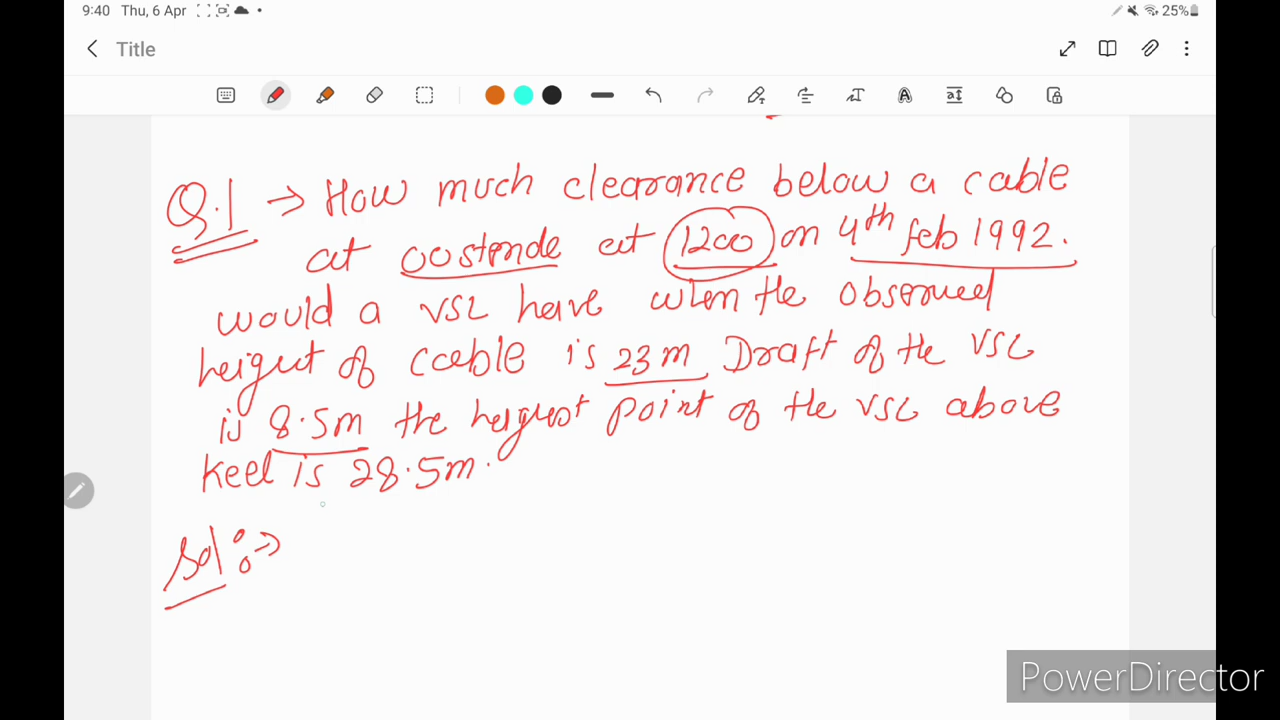 9:40 Thu, 6 Apr
25%
Title
Q.1 → How much clearance below a cable
at oostende at 1200 on 4th feb 1992.
would a VSL have when the observed
height of cable is 23m Draft of the VSL
is 8.5m the highest point of the VSL above
keel is 28.5m.
Sol:→
PowerDirector